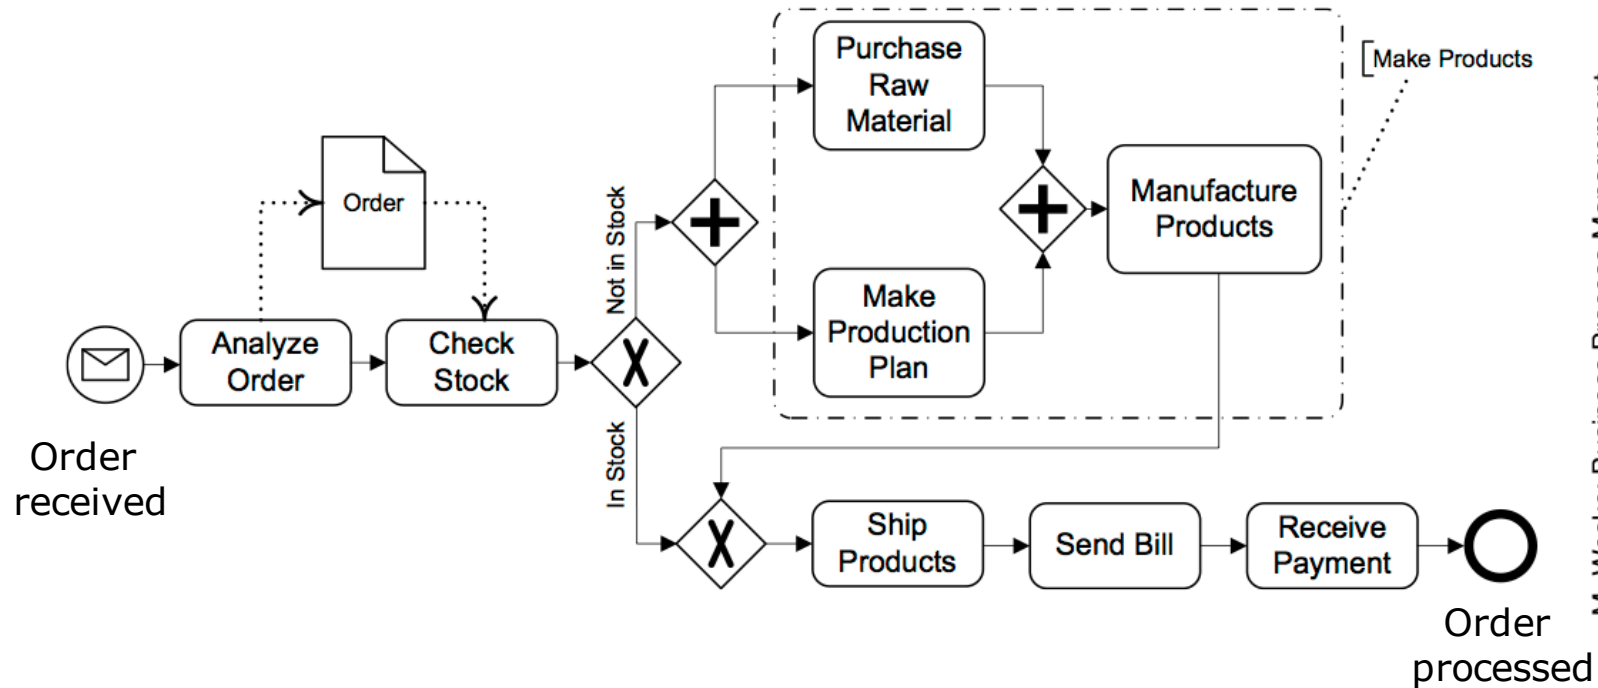 Purchase
Raw
Material
Make Products
Order
Not in Stock
Manufacture
Products
Make
Production
Plan
Analyze
Order
Check
Stock
Order
received
In Stock
Ship
Products
Send Bill
Receive
Payment
Order
processed